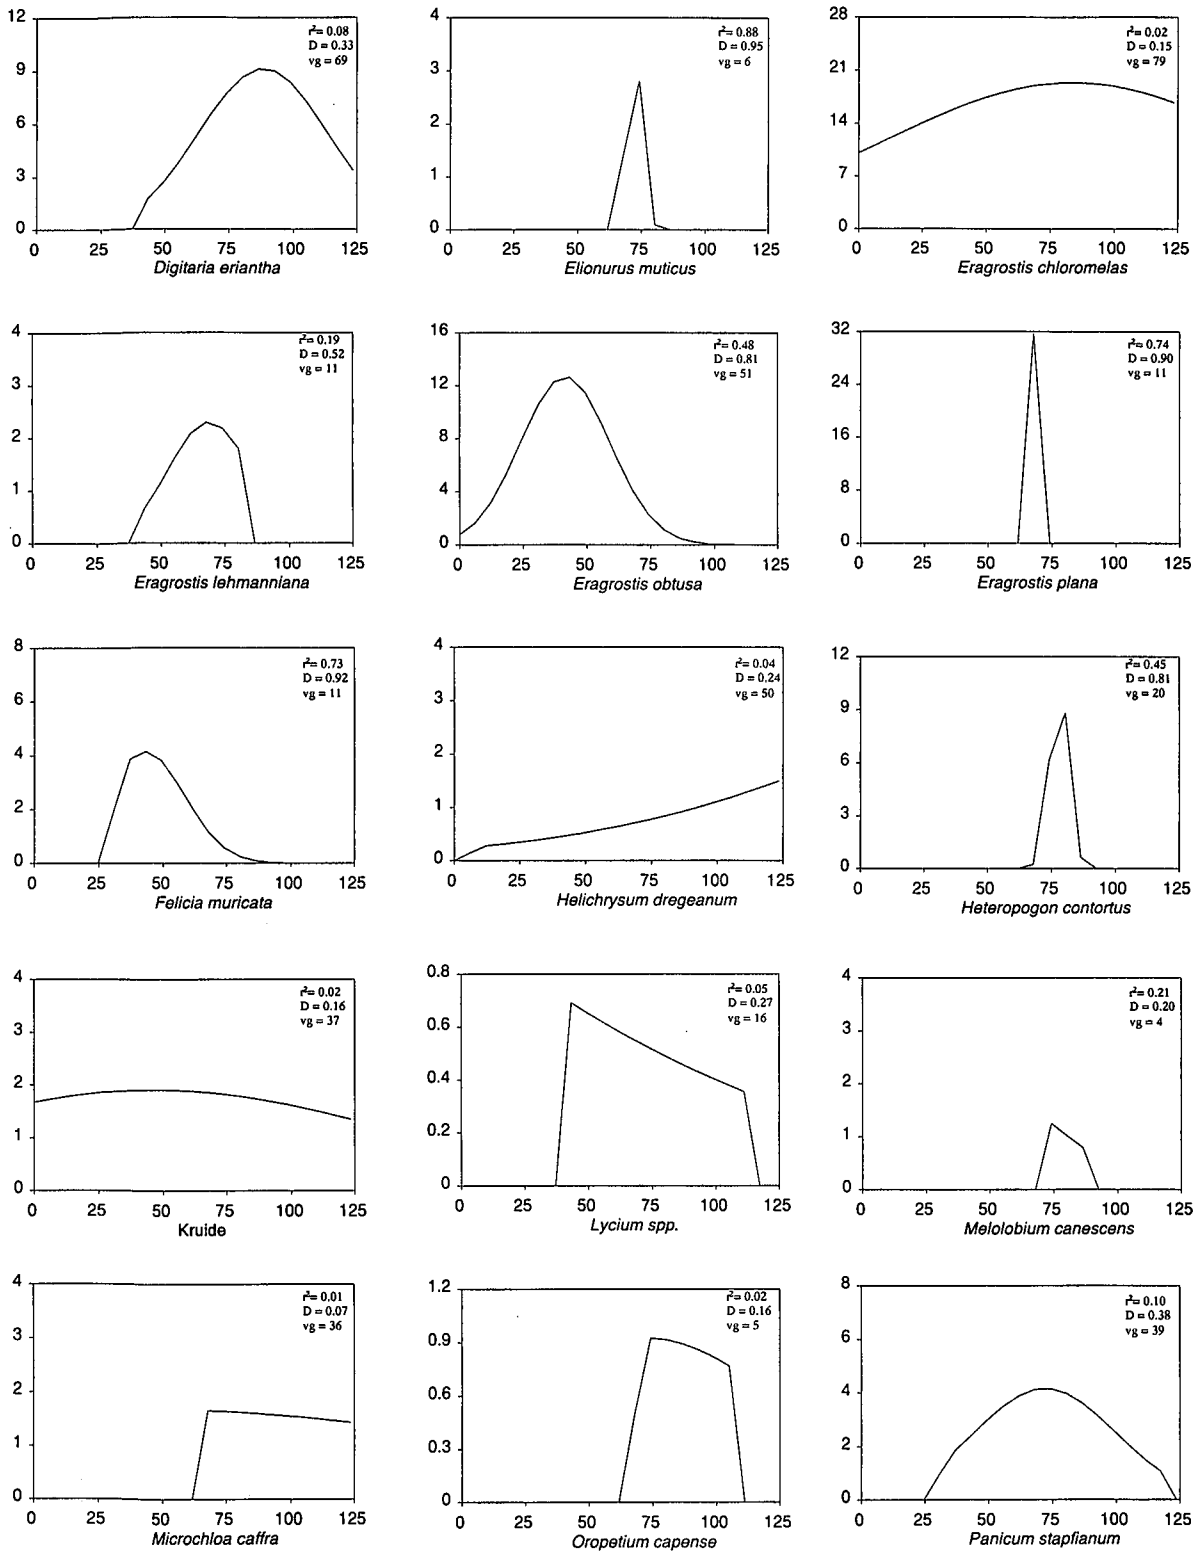 12
9
6
3
0
r²= 0.08
D = 0.33
vg = 69
0 25 50 75 100 125
Digitaria eriantha
4
3
2
1
0
r²= 0.88
D = 0.95
vg = 6
0 25 50 75 100 125
Elionurus muticus
28
21
14
7
0
r²= 0.02
D = 0.15
vg = 79
0 25 50 75 100 125
Eragrostis chloromelas
4
3
2
1
0
r²= 0.19
D = 0.52
vg = 11
0 25 50 75 100 125
Eragrostis lehmanniana
16
12
8
4
0
r²= 0.48
D = 0.81
vg = 51
0 25 50 75 100 125
Eragrostis obtusa
32
24
16
8
0
r²= 0.74
D = 0.90
vg = 11
0 25 50 75 100 125
Eragrostis plana
8
6
4
2
0
r²= 0.73
D = 0.92
vg = 11
0 25 50 75 100 125
Felicia muricata
4
3
2
1
0
r²= 0.04
D = 0.24
vg = 50
0 25 50 75 100 125
Helichrysum dregeanum
12
9
6
3
0
r²= 0.45
D = 0.81
vg = 20
0 25 50 75 100 125
Heteropogon contortus
4
3
2
1
0
r²= 0.02
D = 0.16
vg = 37
0 25 50 75 100 125
Kruide
0.8
0.6
0.4
0.2
0
r²= 0.05
D = 0.27
vg = 16
0 25 50 75 100 125
Lycium spp.
4
3
2
1
0
r²= 0.21
D = 0.20
vg = 4
0 25 50 75 100 125
Melolobium canescens
4
3
2
1
0
r²= 0.01
D = 0.07
vg = 36
0 25 50 75 100 125
Microchloa caffra
1.2
0.9
0.6
0.3
0
r²= 0.02
D = 0.16
vg = 5
0 25 50 75 100 125
Oropetium capense
8
6
4
2
0
r²= 0.10
D = 0.38
vg = 39
0 25 50 75 100 125
Panicum stapfianum